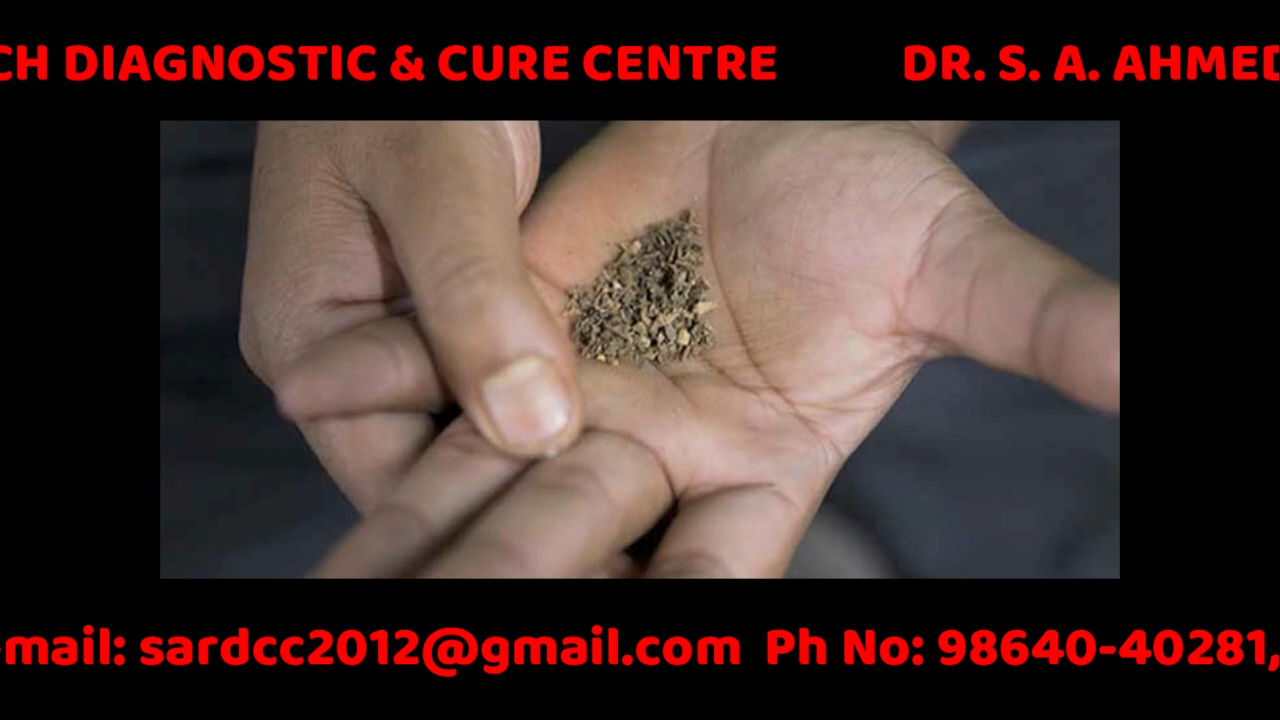 CH DIAGNOSTIC & CURE CENTRE DR. S. A. AHMED
mail: sardcc2012@gmail.com Ph No: 98640-40281,